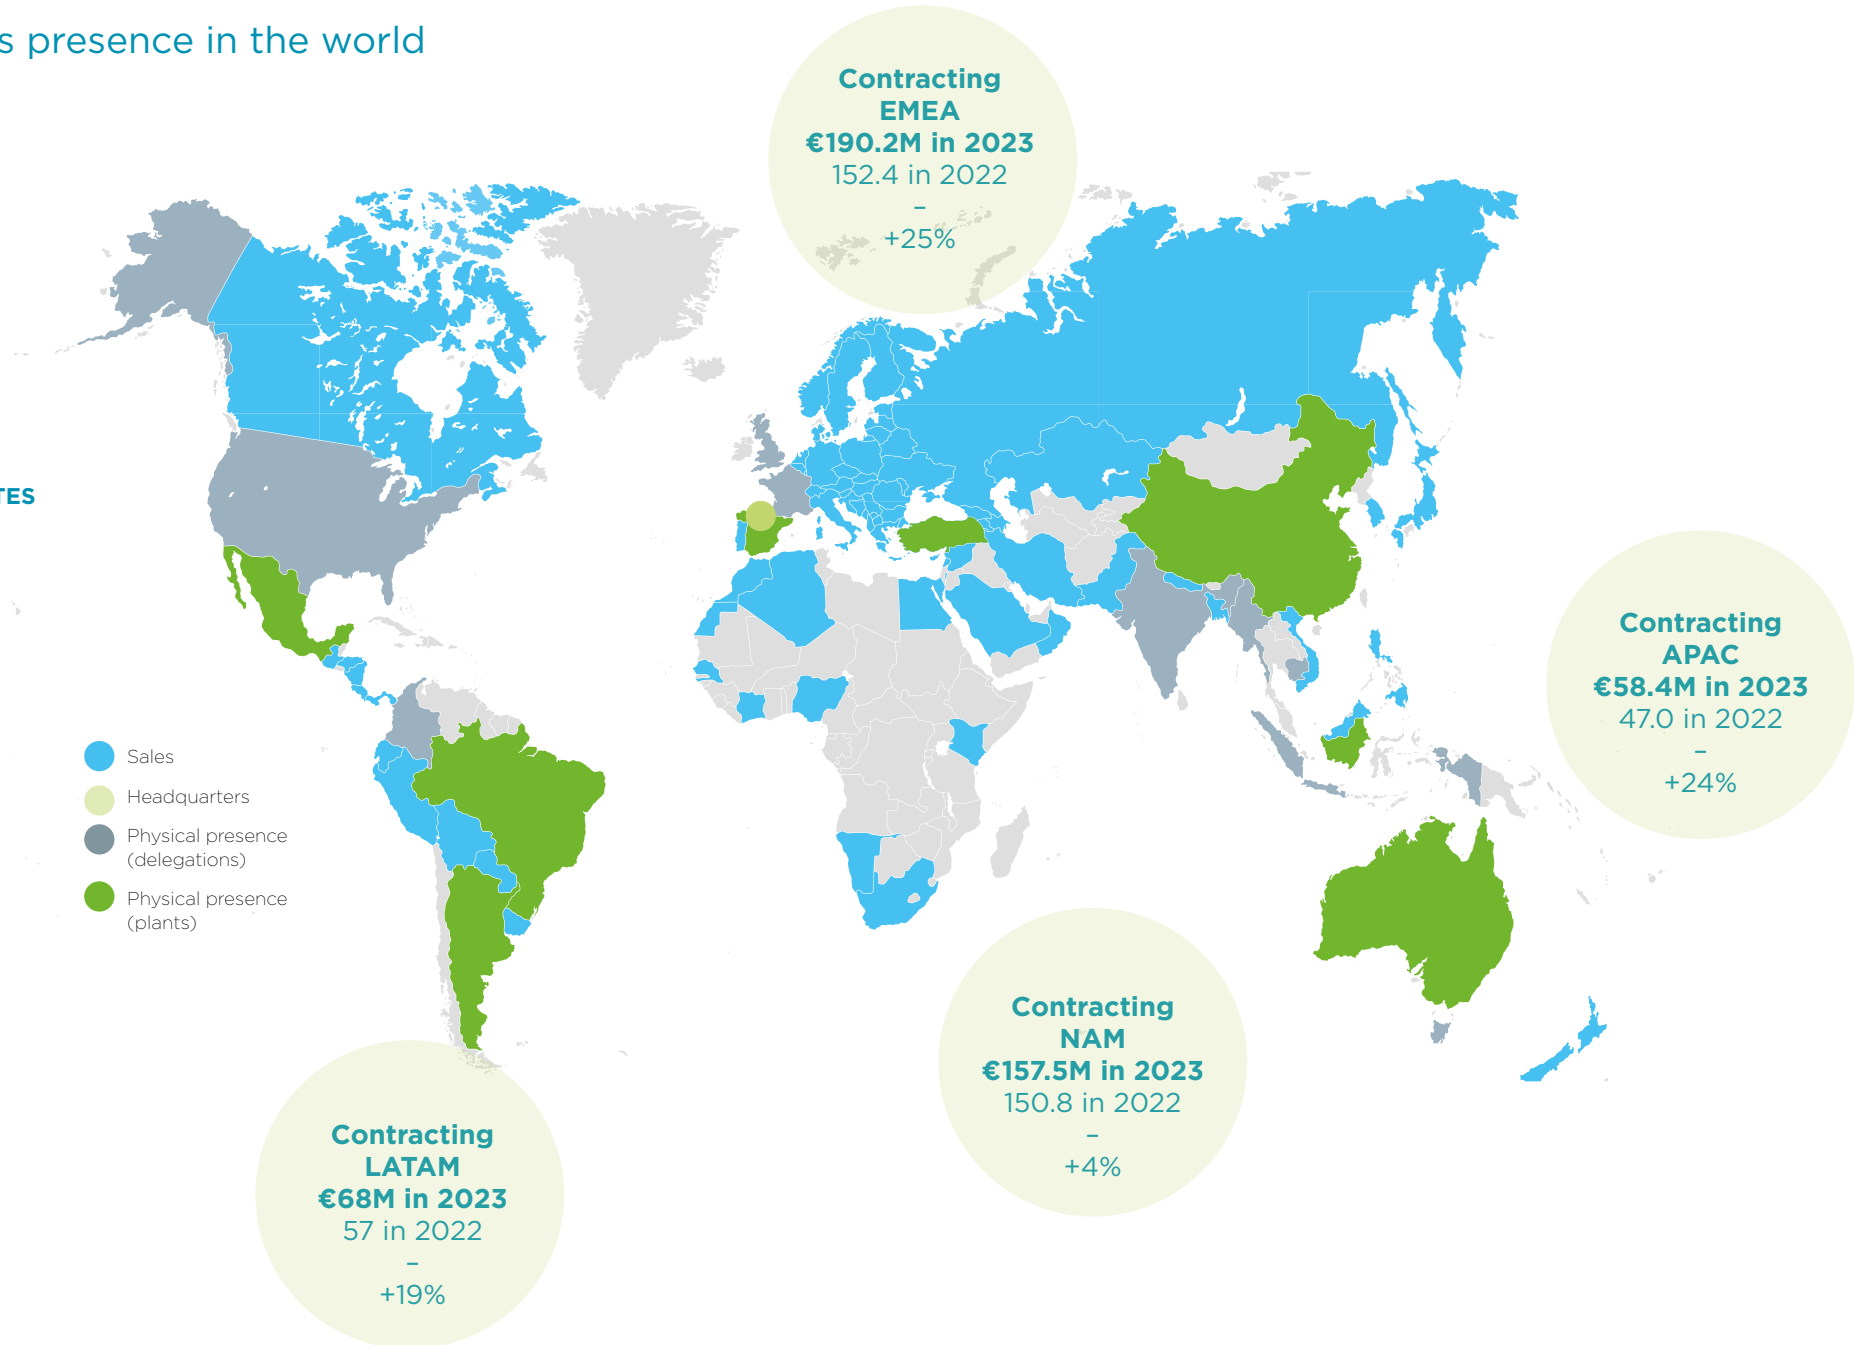 s presence in the world
Contracting
EMEA
€190.2M in 2023
152.4 in 2022
–
+25%
TES
Contracting
APAC
€58.4M in 2023
47.0 in 2022
–
+24%
Sales
Headquarters
Physical presence
(delegations)
Physical presence
(plants)
Contracting
NAM
€157.5M in 2023
150.8 in 2022
–
+4%
Contracting
LATAM
€68M in 2023
57 in 2022
–
+19%